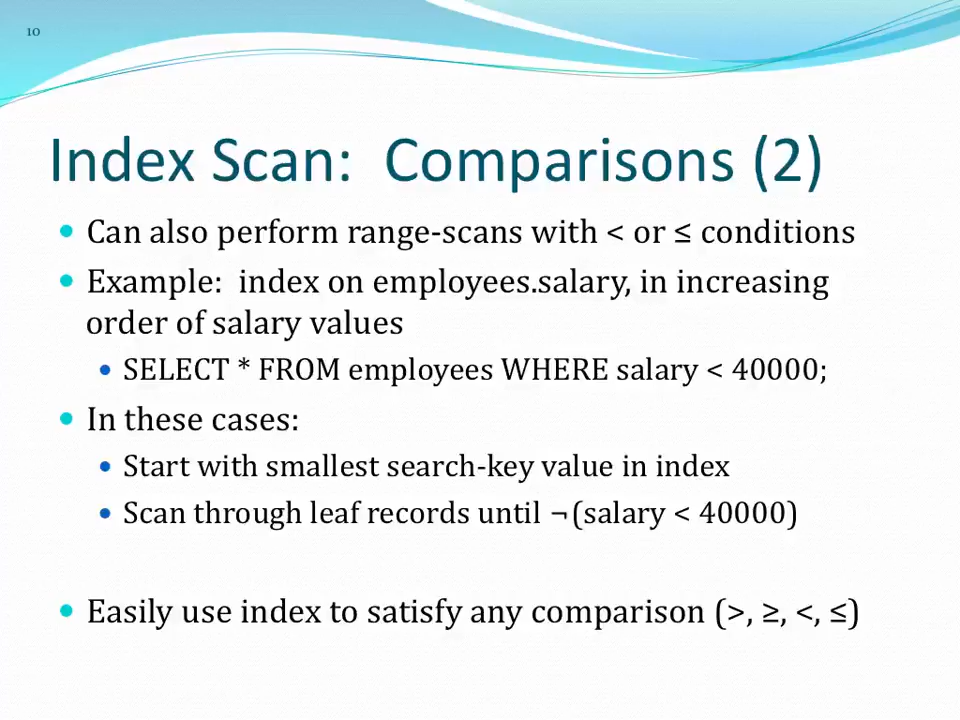 10
Index Scan:  Comparisons (2)
Can also perform range-scans with < or ≤ conditions
Example:  index on employees.salary, in increasing
order of salary values
SELECT * FROM employees WHERE salary < 40000;
In these cases:
Start with smallest search-key value in index
Scan through leaf records until ¬(salary < 40000)
Easily use index to satisfy any comparison (>, ≥, <, ≤)